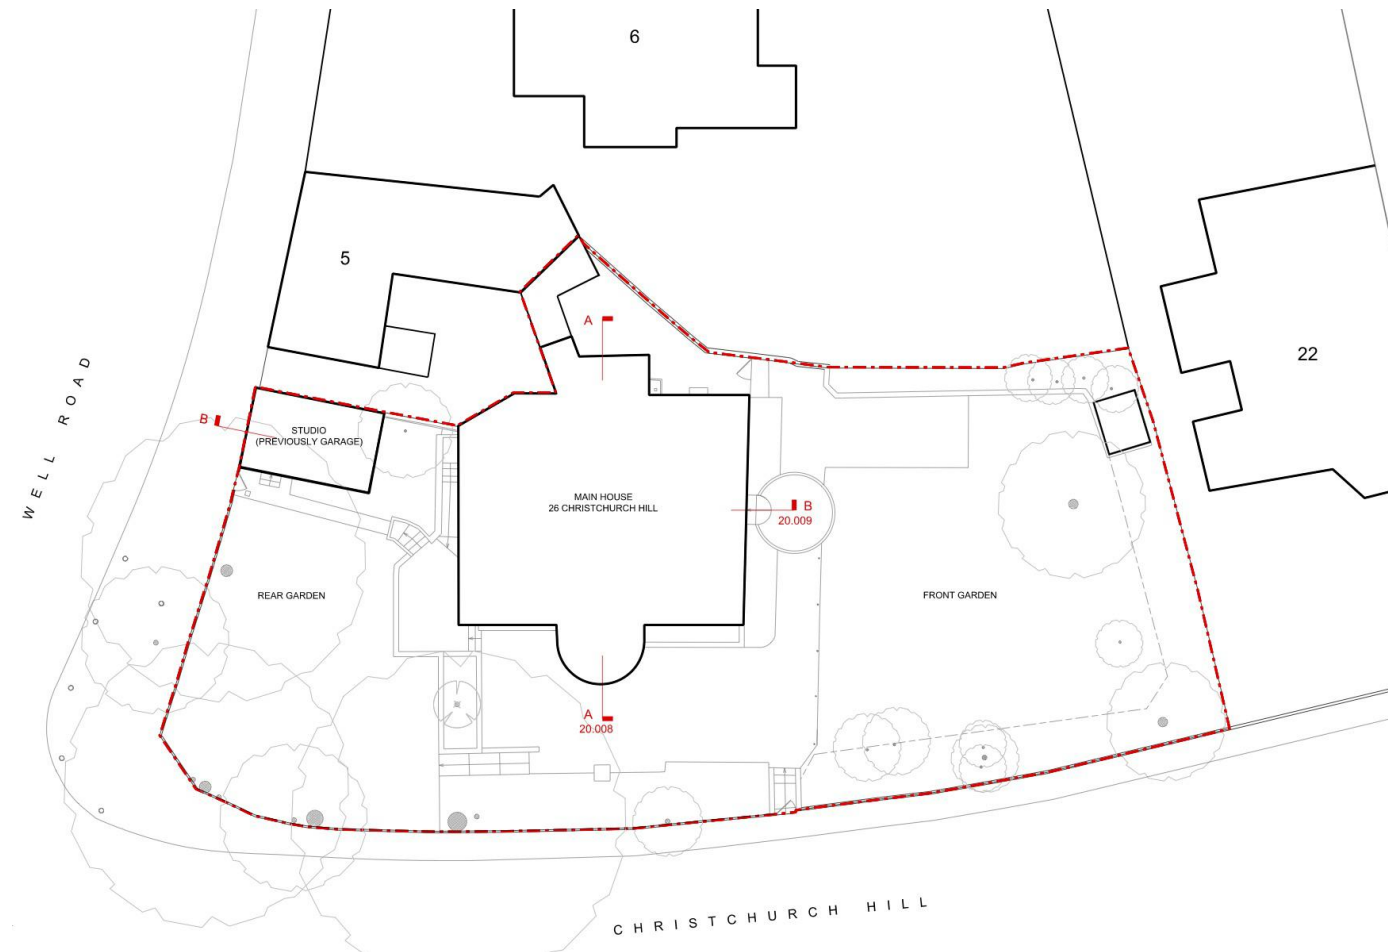 6
5
22
A
B
STUDIO
(PREVIOUSLY GARAGE)
WELL ROAD
MAIN HOUSE
26 CHRISTCHURCH HILL
B
20.009
REAR GARDEN
FRONT GARDEN
A
20.008
CHRISTCHURCH HILL